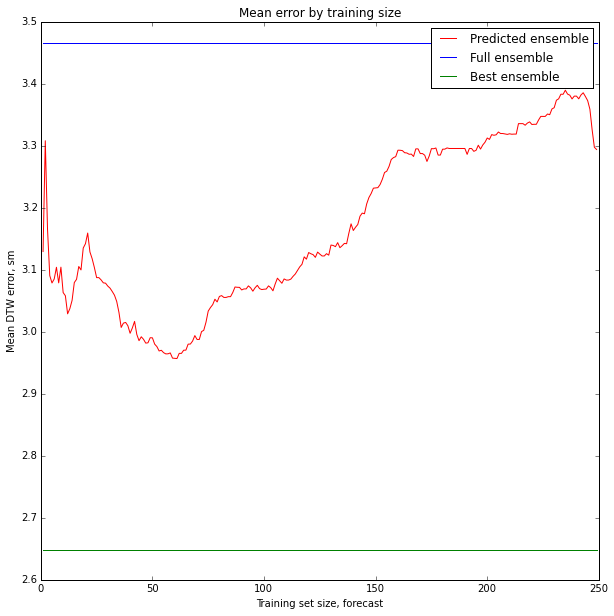 Mean error by training size
Predicted ensemble
Full ensemble
Best ensemble
3.5
3.4
3.3
3.2
3.1
3.0
2.9
2.8
2.7
2.6
Mean DTW error, sm
0 50 100 150 200 250
Training set size, forecast